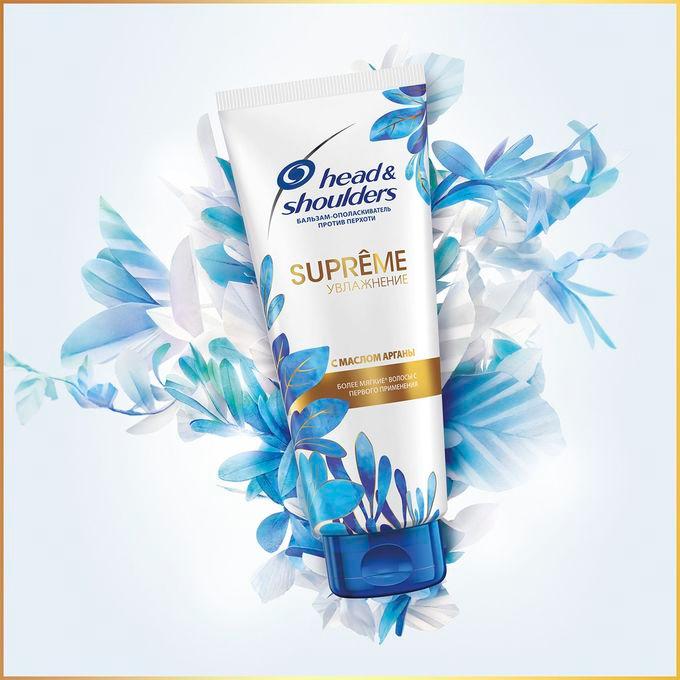 head &
shoulders
БАЛЬЗАМ-ОПОЛАСКИВАТЕЛЬ
ПРОТИВ ПЕРХОТИ
SUPRÊME
УВЛАЖНЕНИЕ
С МАСЛОМ АРГАНЫ
БОЛЕЕ МЯГКИЕ* ВОЛОСЫ С
ПЕРВОГО ПРИМЕНЕНИЯ